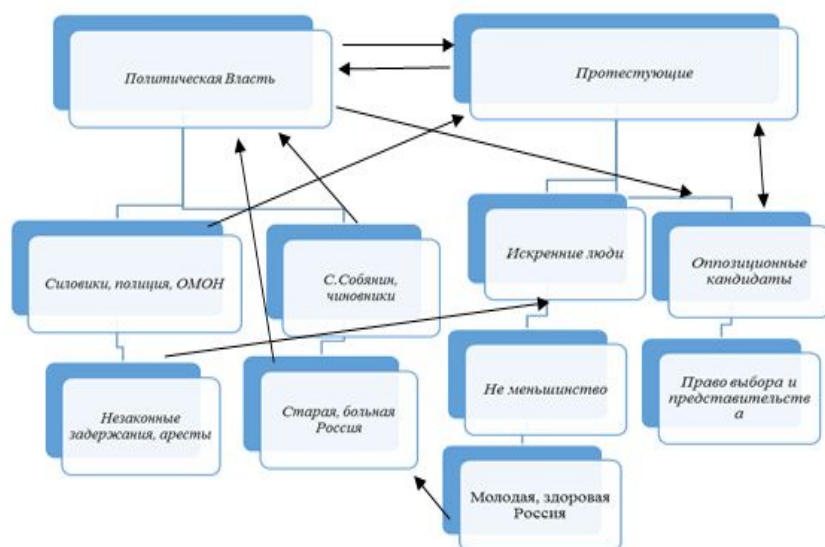 Политическая Власть
Протестующие
Силовики, полиция, ОМОН
С.Собянин,
чиновники
Искренние люди
Оппозиционные
кандидаты
Незаконные
задержания, аресты
Старая, больная
Россия
Не меньшинство
Право выбора и
представительств
а
Молодая, здоровая
Россия